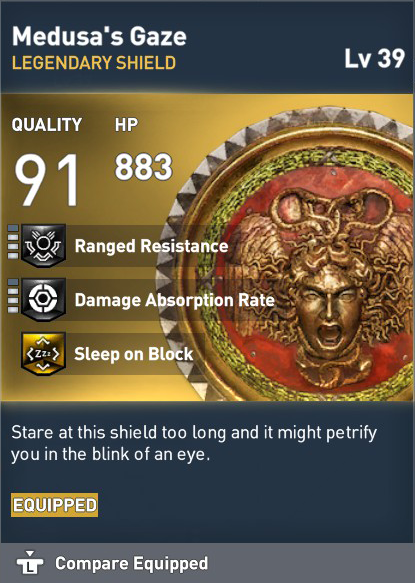 Medusa's Gaze
LEGENDARY SHIELD
Lv 39
QUALITY
HP
91
883
Ranged Resistance
Damage Absorption Rate
Zzz
Sleep on Block
Stare at this shield too long and it might petrify
you in the blink of an eye.
EQUIPPED
L
Compare Equipped